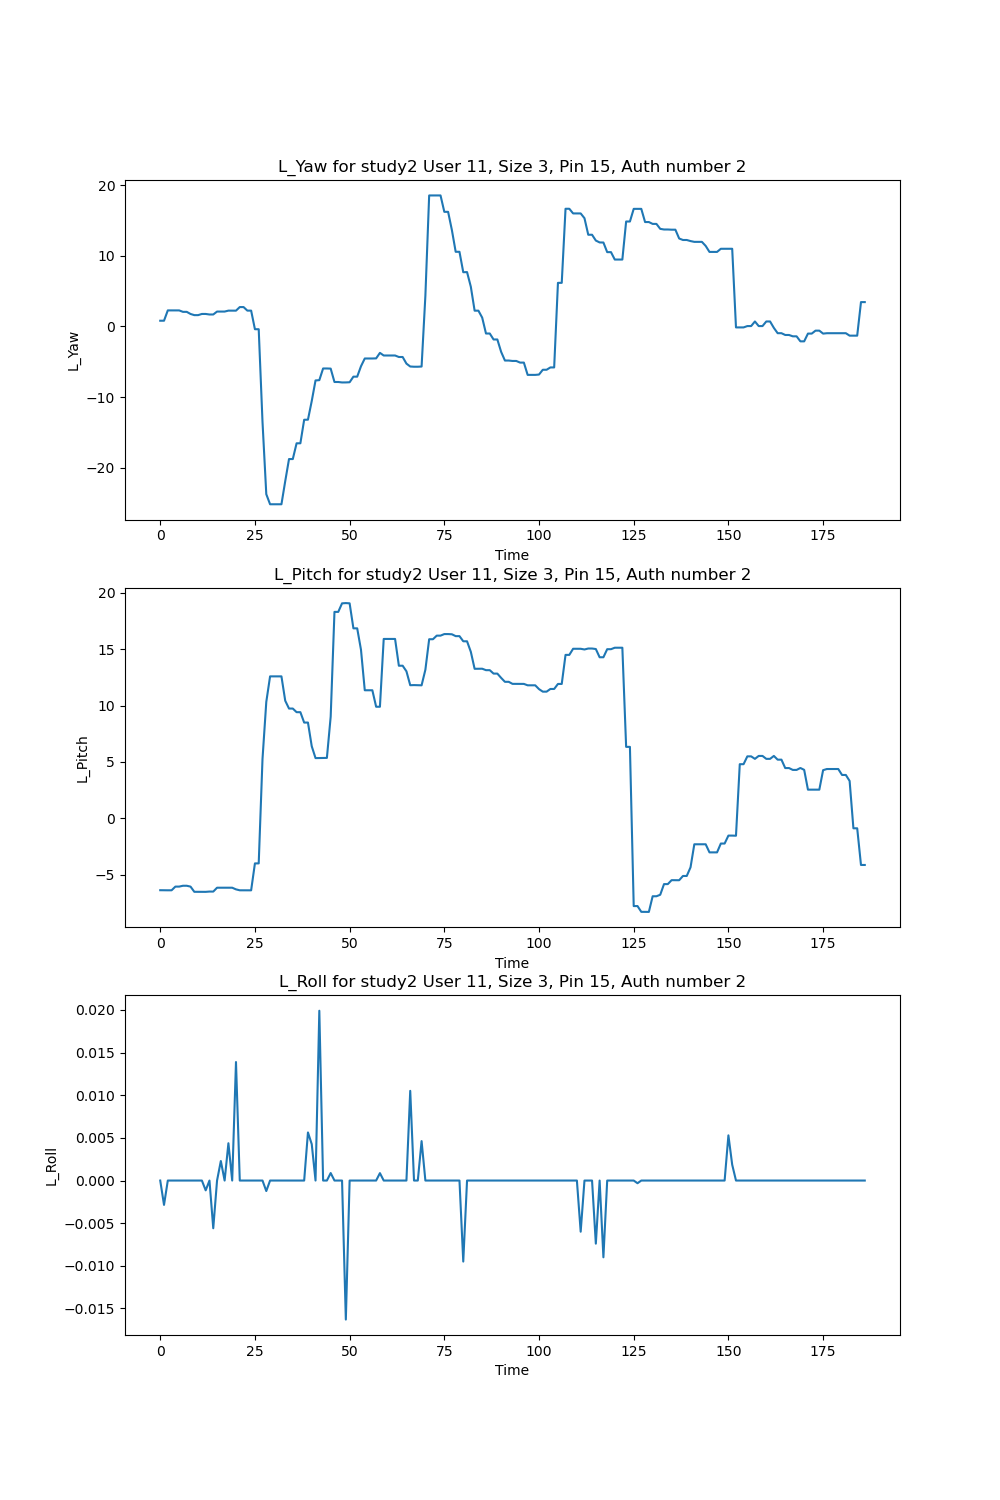 L_Yaw for study2 User 11, Size 3, Pin 15, Auth number 2
20
10
0
−10
−20
L_Yaw
0 25 50 75 100 125 150 175
Time
L_Pitch for study2 User 11, Size 3, Pin 15, Auth number 2
20
15
10
5
0
−5
L_Pitch
0 25 50 75 100 125 150 175
Time
L_Roll for study2 User 11, Size 3, Pin 15, Auth number 2
0.020
0.015
0.010
0.005
0.000
−0.005
−0.010
−0.015
L_Roll
0 25 50 75 100 125 150 175
Time